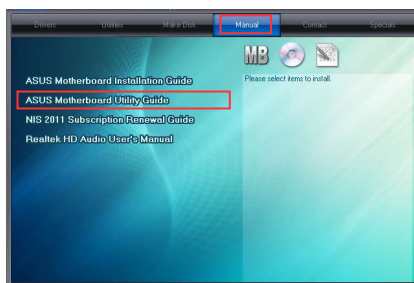 Drivers Utilities Make Disk Manual Contact Specials
MB
Please select items to install.
ASUS Motherboard Installation Guide
ASUS Motherboard Utility Guide
NIS 2011 Subscription Renewal Guide
Realtek HD Audio User's Manual